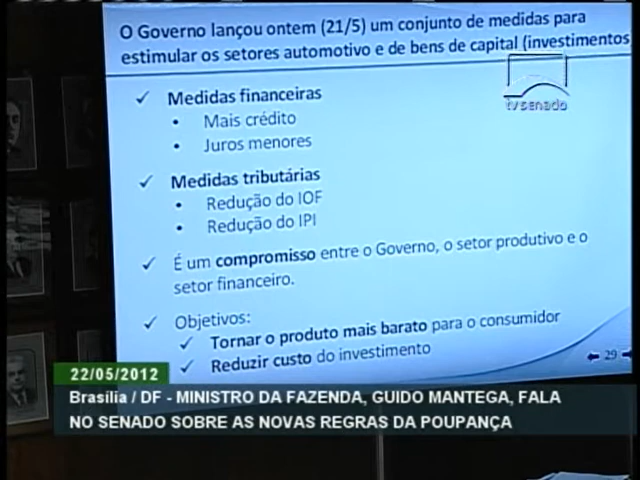 O Governo lançou ontem (21/5) um conjunto de medidas para
estimular os setores automotivo e de bens de capital (investimentos
tv senado
✓ Medidas financeiras
• Mais crédito
• Juros menores
✓ Medidas tributárias
• Redução do IOF
• Redução do IPI
✓ É um compromisso entre o Governo, o setor produtivo e o
setor financeiro.
✓ Objetivos:
✓ Tornar o produto mais barato para o consumidor
✓ Reduzir custo do investimento
29
22/05/2012
Brasília / DF - MINISTRO DA FAZENDA, GUIDO MANTEGA, FALA
NO SENADO SOBRE AS NOVAS REGRAS DA POUPANÇA